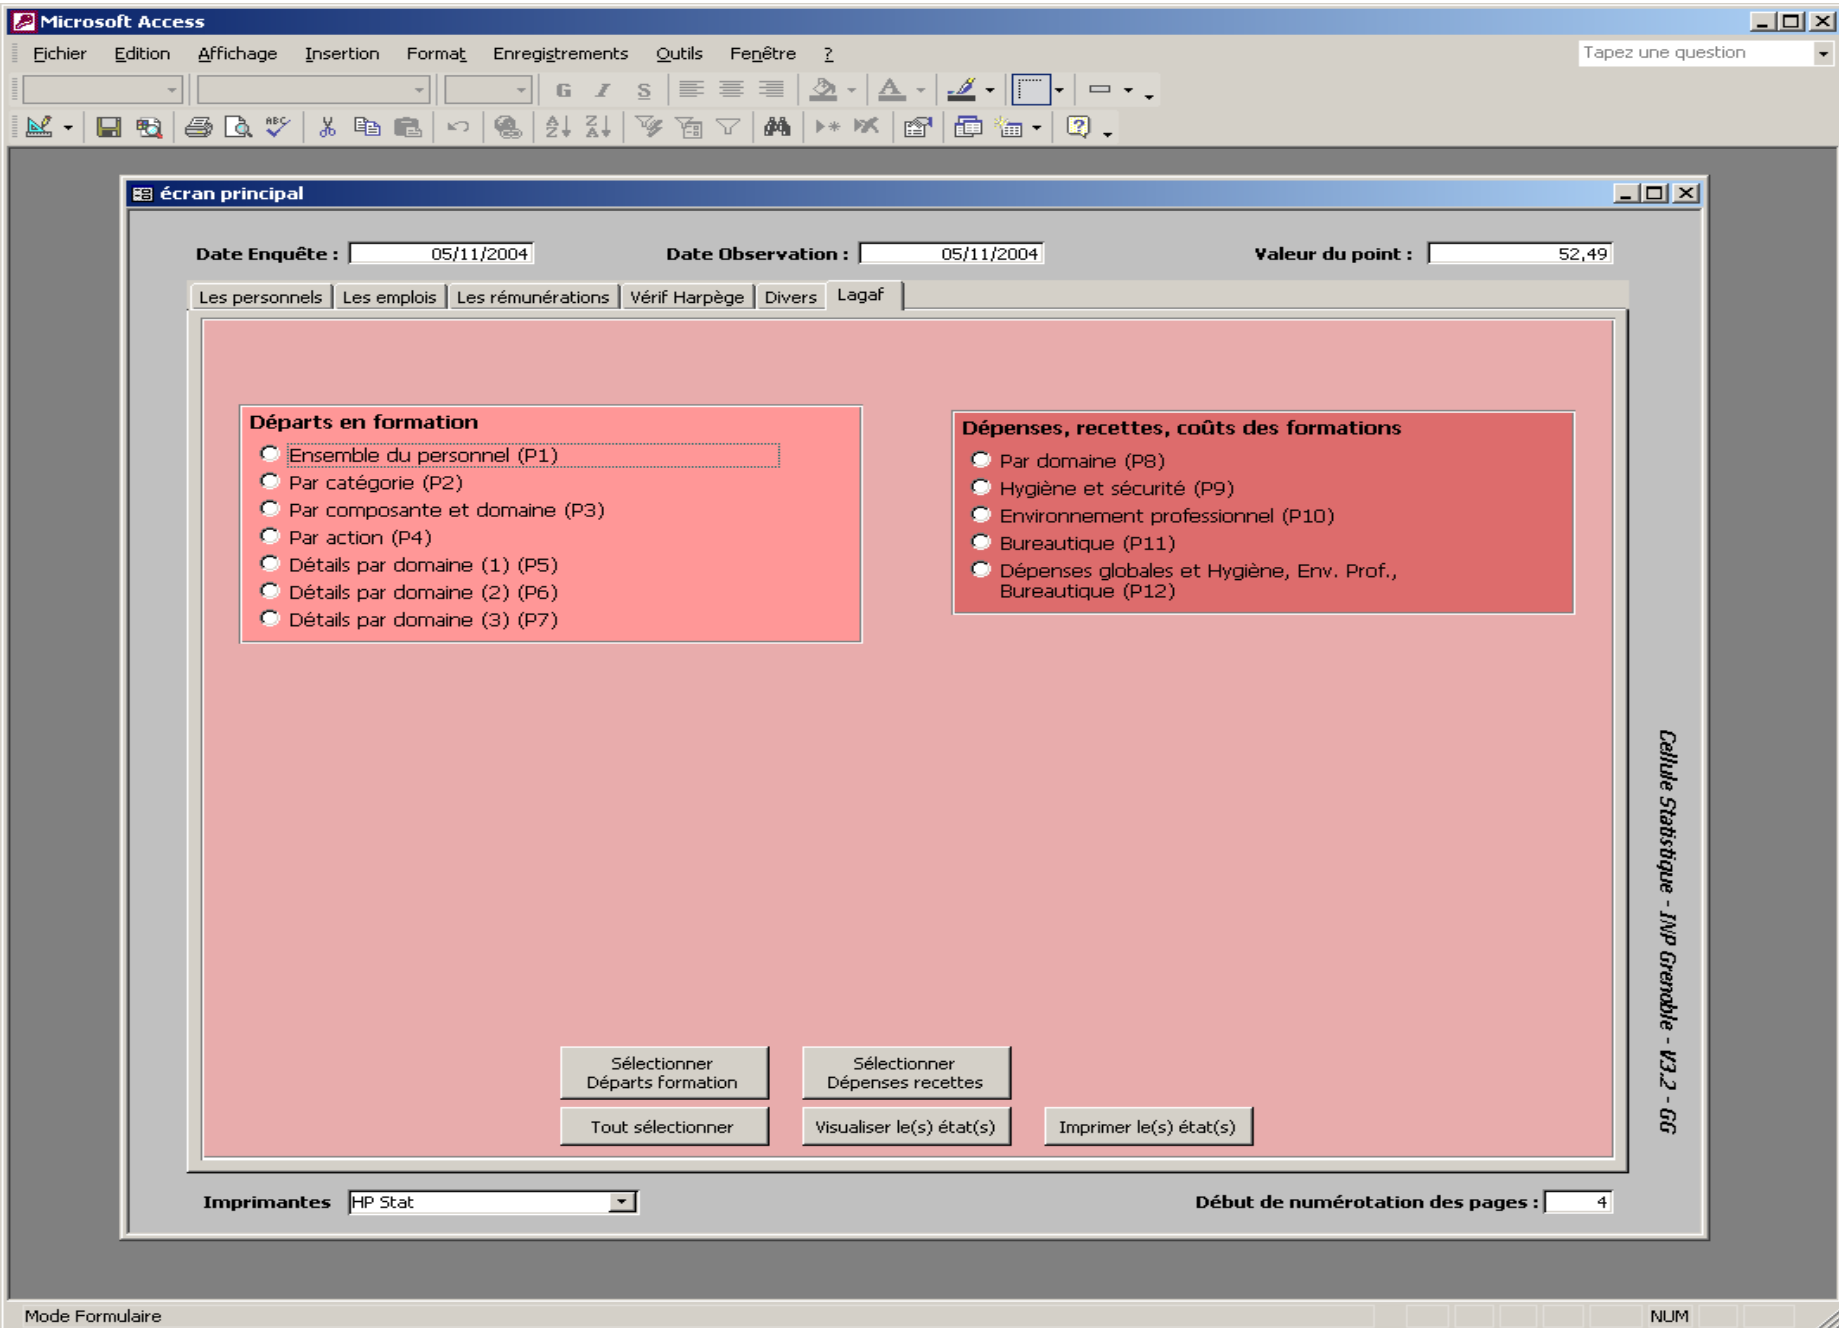 Microsoft Access
Fichier Edition Affichage Insertion Format Enregistrements Outils Fenêtre ?
Tapez une question
G I S
écran principal
Date Enquête : 05/11/2004 Date Observation : 05/11/2004 Valeur du point : 52,49
Les personnels Les emplois Les rémunérations Vérif Harpège Divers Lagaf
Départs en formation
Ensemble du personnel (P1)
Par catégorie (P2)
Par composante et domaine (P3)
Par action (P4)
Détails par domaine (1) (P5)
Détails par domaine (2) (P6)
Détails par domaine (3) (P7)
Dépenses, recettes, coûts des formations
Par domaine (P8)
Hygiène et sécurité (P9)
Environnement professionnel (P10)
Bureautique (P11)
Dépenses globales et Hygiène, Env. Prof.,
Bureautique (P12)
Cellule Statistique - INP Grenoble - V3.2 - GG
Sélectionner
Départs formation
Sélectionner
Dépenses recettes
Tout sélectionner
Visualiser le(s) état(s)
Imprimer le(s) état(s)
Imprimantes HP Stat
Début de numérotation des pages : 4
Mode Formulaire
NUM